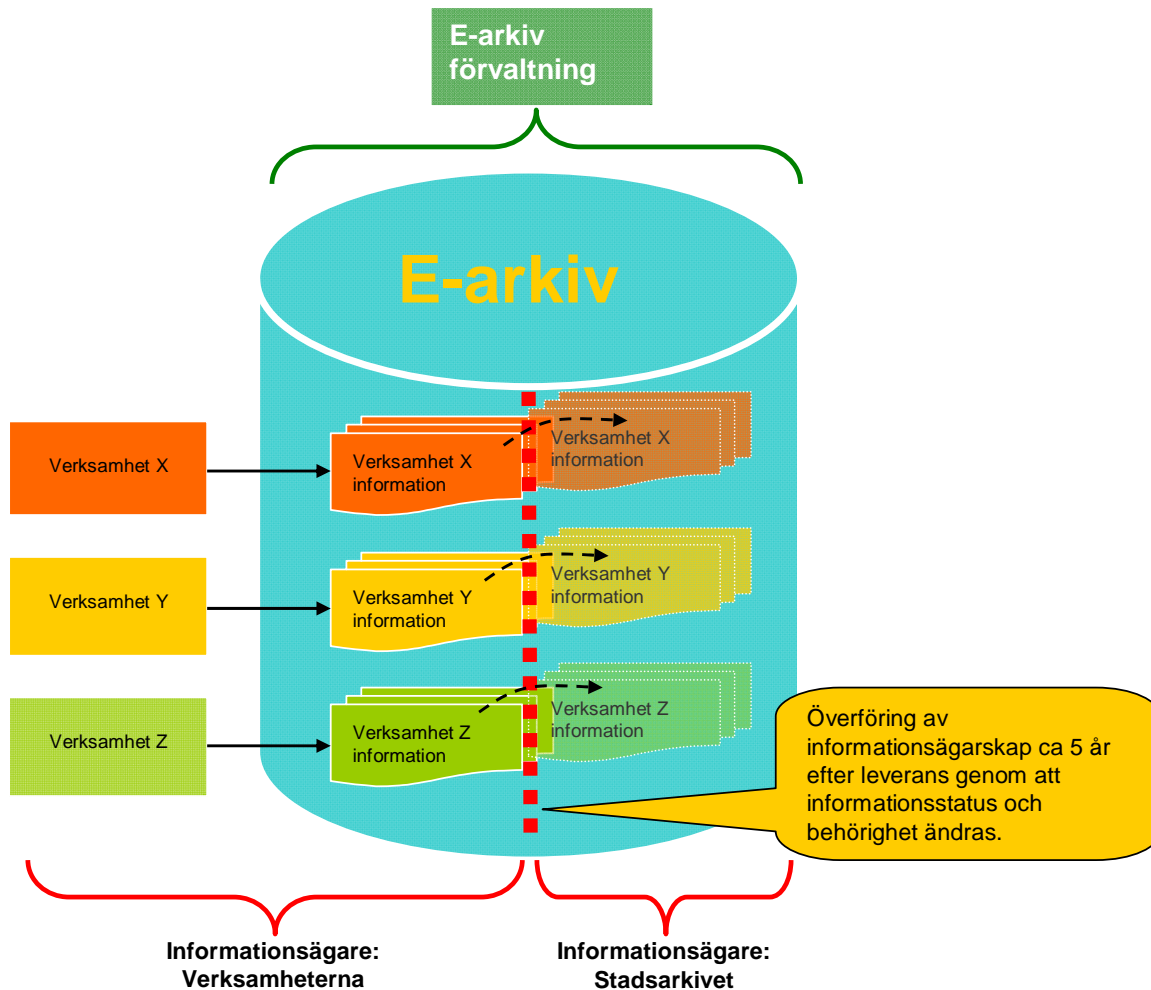 E-arkiv
förvaltning
E-arkiv
Verksamhet X
Verksamhet X
information
Verksamhet X
information
Verksamhet Y
Verksamhet Y
information
Verksamhet Y
information
Verksamhet Z
Verksamhet Z
information
Verksamhet Z
information
Överföring av
informationsägarskap ca 5 år
efter leverans genom att
informationsstatus och
behörighet ändras.
Informationsägare:
Verksamheterna
Informationsägare:
Stadsarkivet